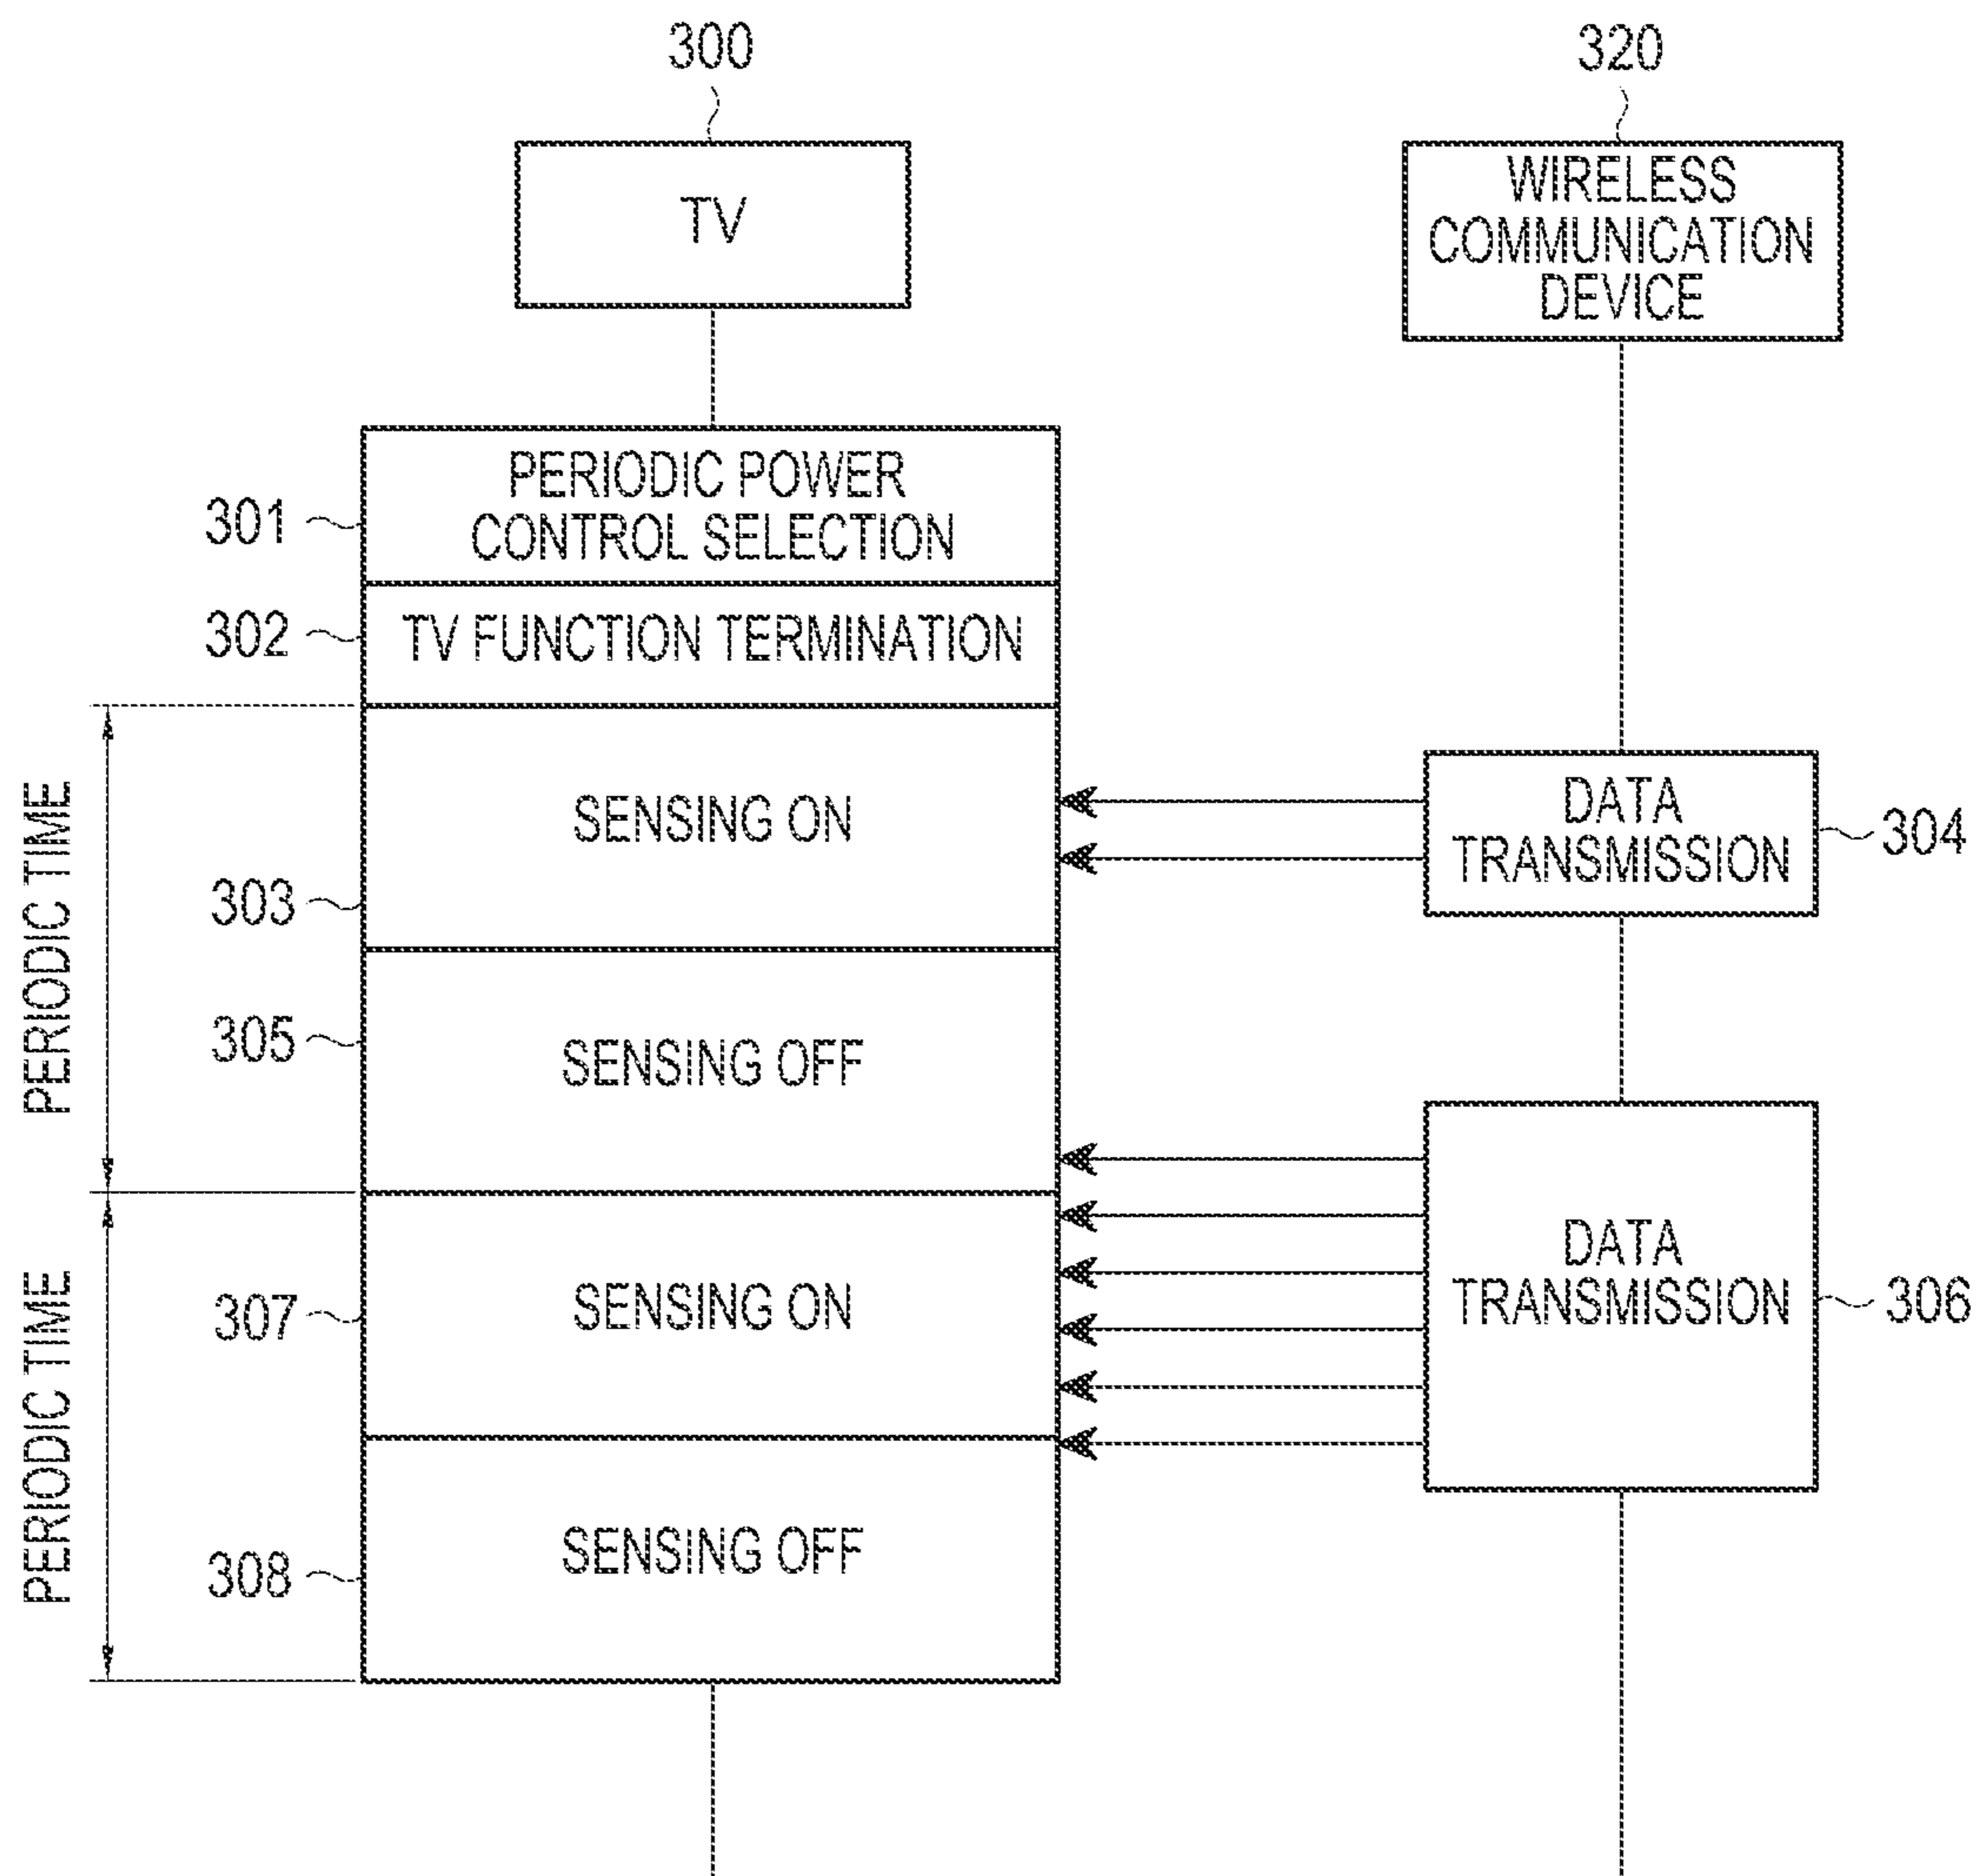 300
320
TV
WIRELESS
COMMUNICATION
DEVICE
301
PERIODIC POWER
CONTROL SELECTION
302
TV FUNCTION TERMINATION
PERIODIC TIME
303
SENSING ON
DATA
TRANSMISSION
304
305
SENSING OFF
PERIODIC TIME
307
SENSING ON
DATA
TRANSMISSION
306
308
SENSING OFF